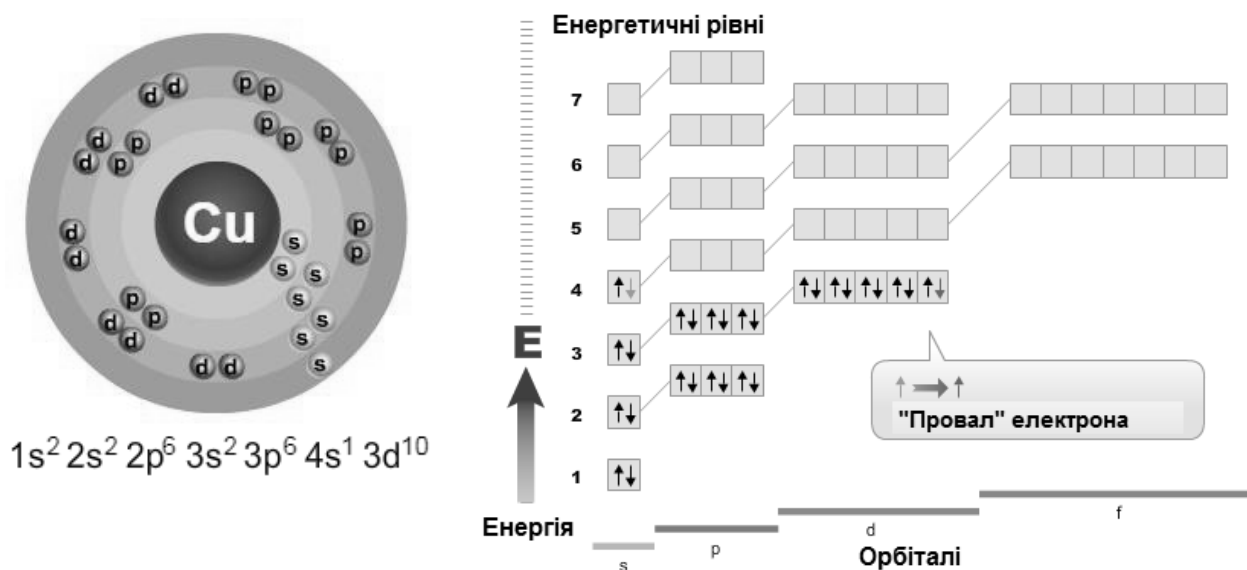 Cu
d d p p
p p
d p p
d p p
d p
d p
s
s s
p s
d p s
d s
d d s
1s² 2s² 2p⁶ 3s² 3p⁶ 4s¹ 3d¹⁰
Енергетичні рівні
7
6
5
4
3
2
1
E
Енергія
"Провал" електрона
s
p
d
f
Орбіталі